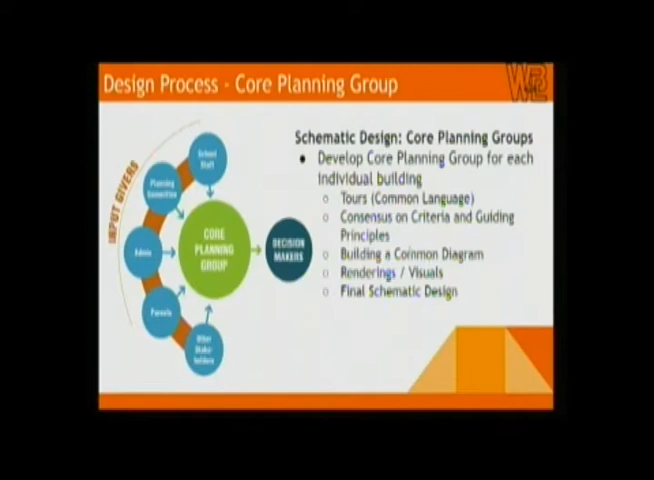 Design Process - Core Planning Group
Schematic Design: Core Planning Groups
Develop Core Planning Group for each
individual building
Tours (Common Language)
Consensus on Criteria and Guiding
Principles
Building a Common Diagram
Renderings / Visuals
Final Schematic Design
INPUT GIVERS
School
Staff
Planning
Committee
Admin
Parents
Other
Stake-
holders
CORE
PLANNING
GROUP
DECISION
MAKERS